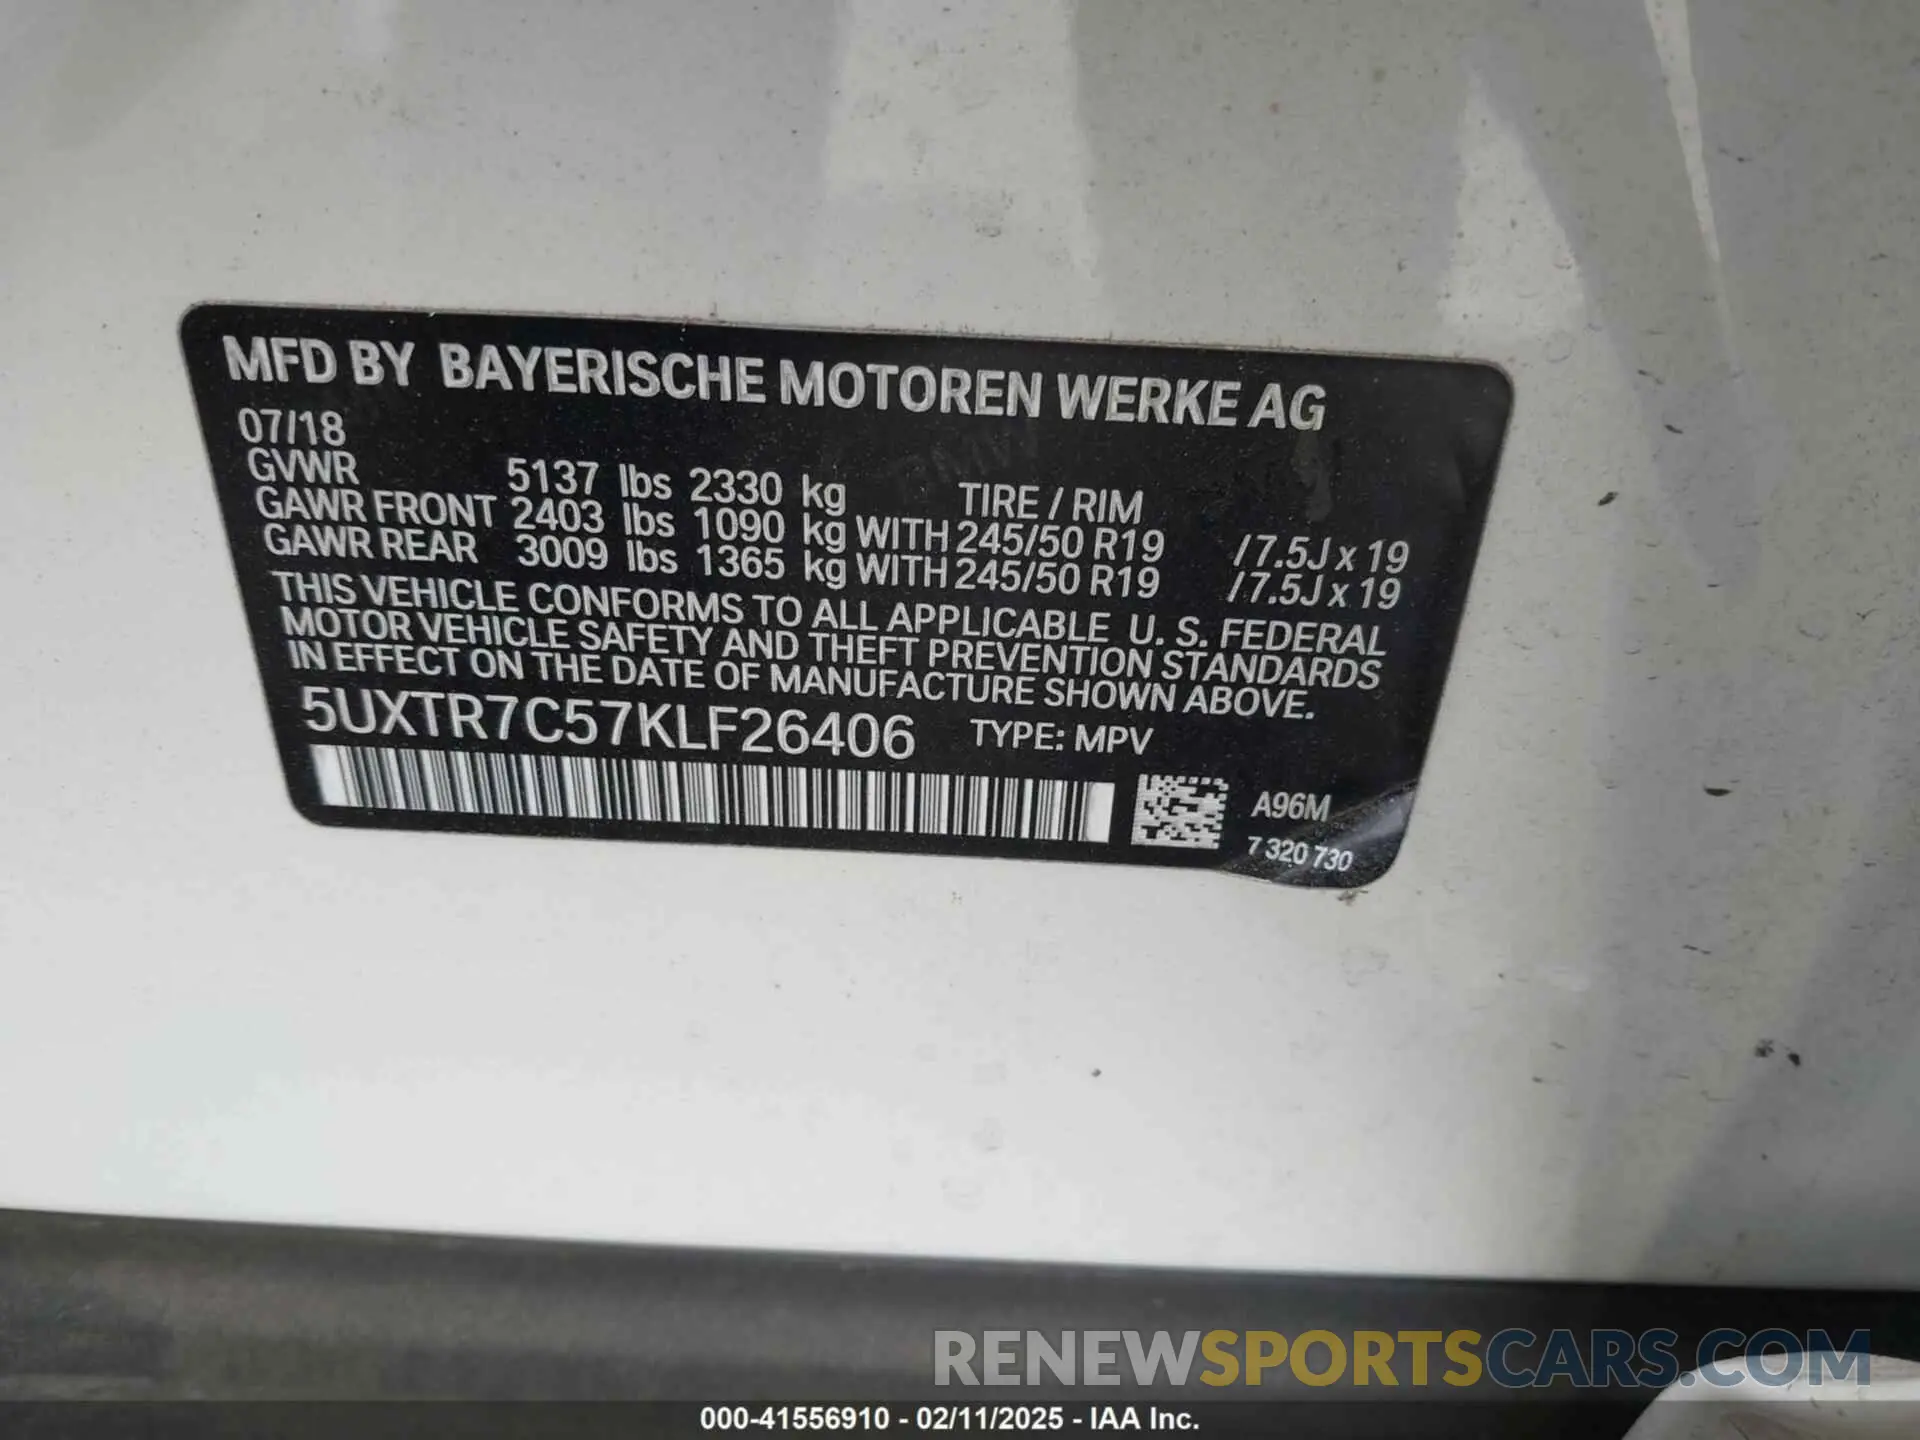 MFD BY BAYERISCHE MOTOREN WERKE AG
07/18
GVWR 5137 lbs 2330 kg TIRE / RIM
GAWR FRONT 2403 lbs 1090 kg WITH 245/50 R19 / 7.5J x 19
GAWR REAR 3009 lbs 1365 kg WITH 245/50 R19 / 7.5J x 19
THIS VEHICLE CONFORMS TO ALL APPLICABLE U. S. FEDERAL
MOTOR VEHICLE SAFETY AND THEFT PREVENTION STANDARDS
IN EFFECT ON THE DATE OF MANUFACTURE SHOWN ABOVE.
5UXTR7C57KLF26406 TYPE: MPV
A96M
7 320 730
RENEWSPORTSCARS.COM
000-41556910 - 02/11/2025 - IAA Inc.